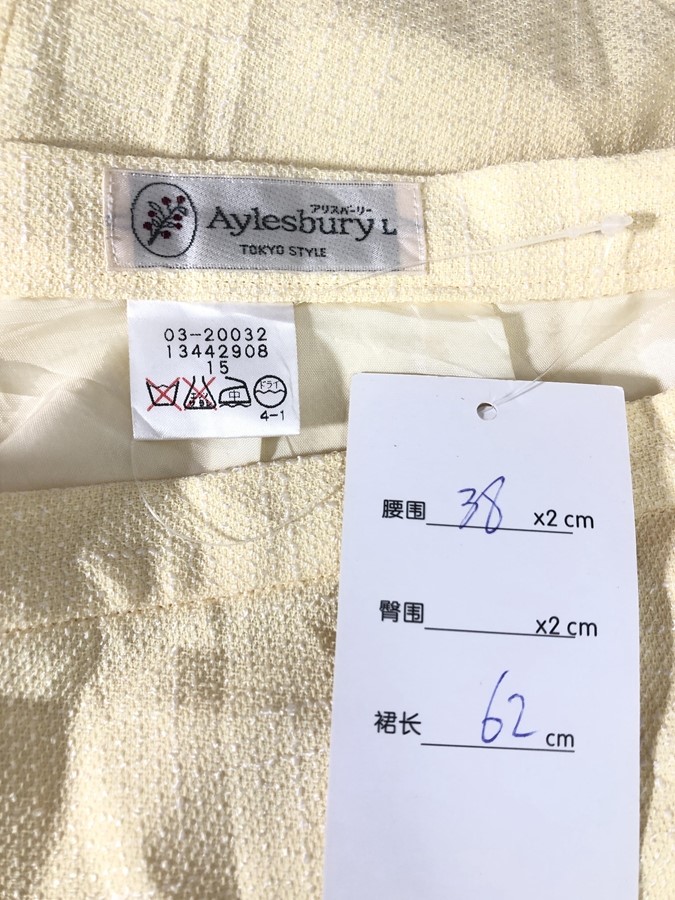 アリスバーリー
Aylesbury L
TOKYO STYLE
03-20032
13442908
15
中
ドライ
4-1
腰围 38 x2 cm
臀围 x2 cm
裙长 62 cm